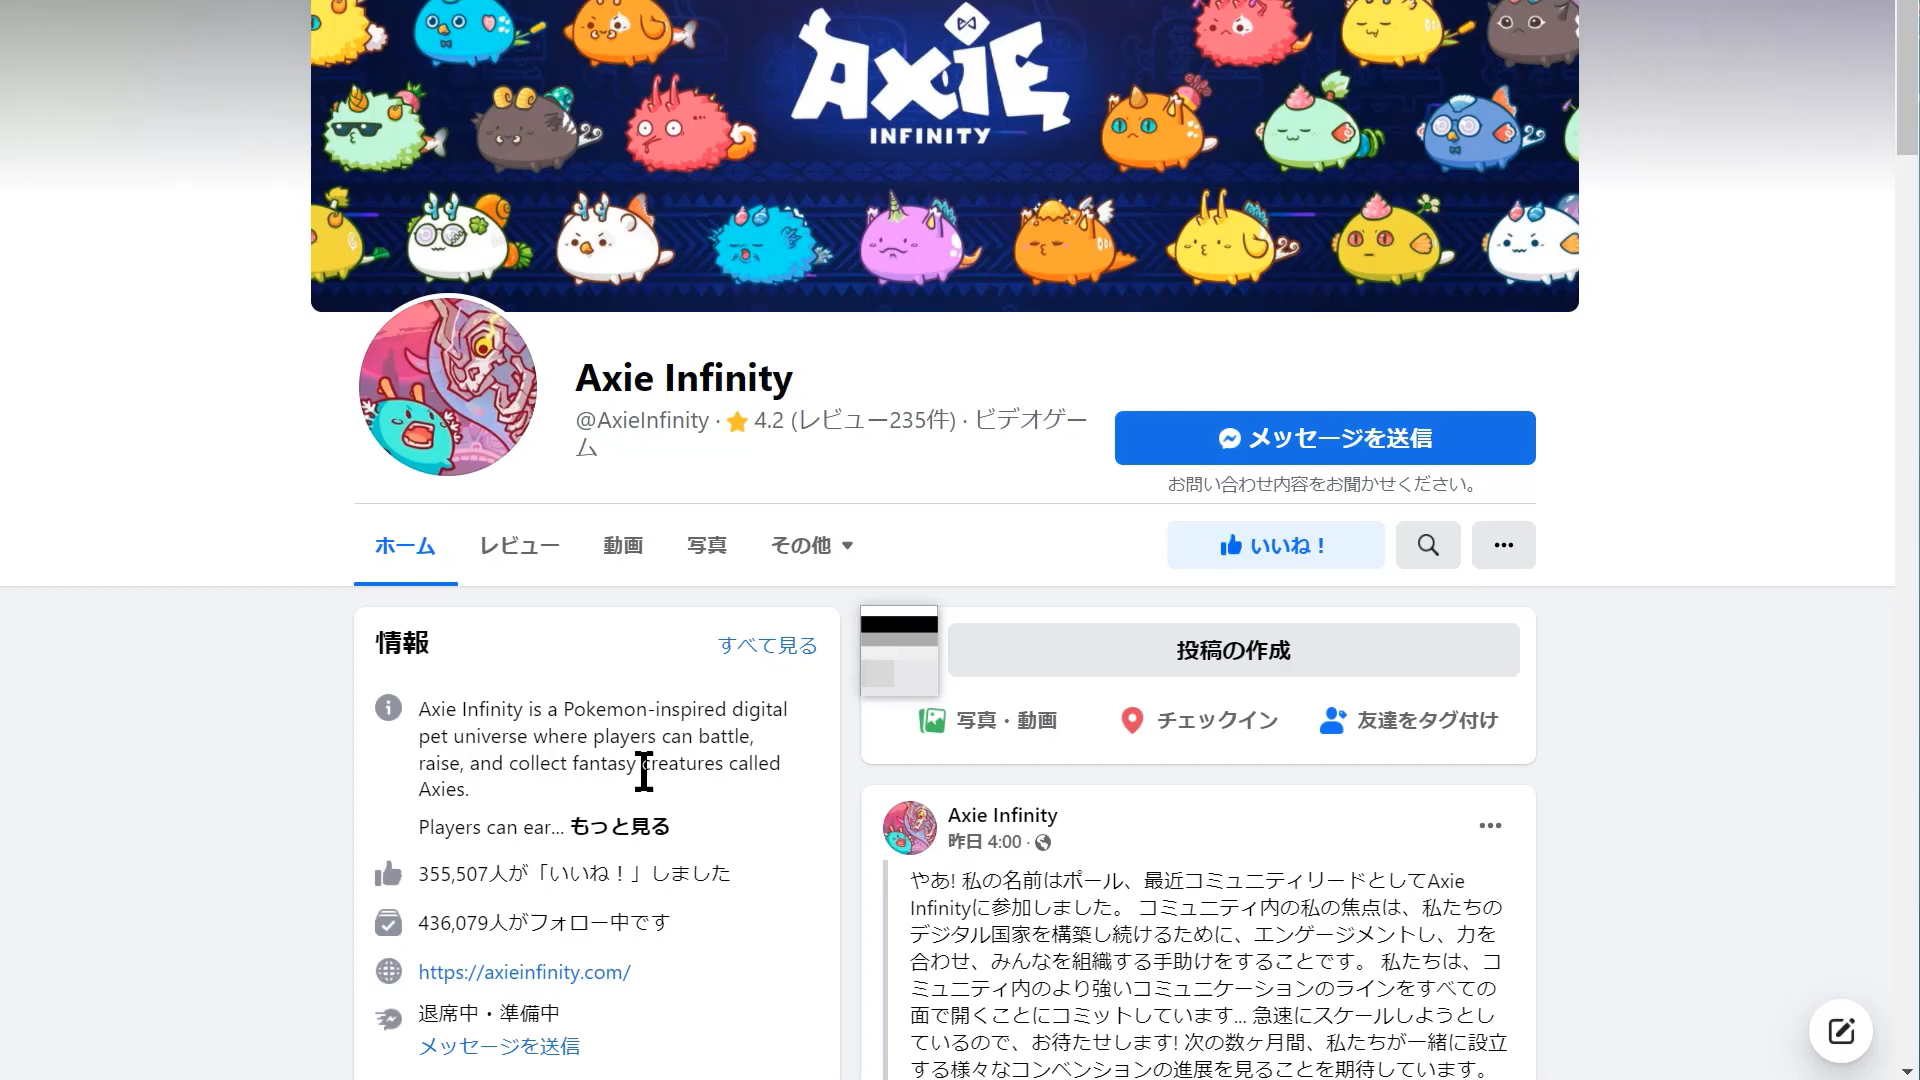 AXIE
INFINITY
Axie Infinity
@AxieInfinity · 4.2 (レビュー235件) · ビデオゲー
ム
メッセージを送信
お問い合わせ内容をお聞かせください。
ホーム レビュー 動画 写真 その他
いいね！
情報
すべて見る
Axie Infinity is a Pokemon-inspired digital
pet universe where players can battle,
raise, and collect fantasy creatures called
Axies.
Players can ear... もっと見る
355,507人が「いいね！」しました
436,079人がフォロー中です
https://axieinfinity.com/
退席中・準備中
メッセージを送信
投稿の作成
写真・動画 チェックイン 友達をタグ付け
Axie Infinity
昨日 4:00 ·
やあ! 私の名前はポール、最近コミュニティリードとしてAxie
Infinityに参加しました。 コミュニティ内の私の焦点は、私たちの
デジタル国家を構築し続けるために、エンゲージメントし、力を
合わせ、みんなを組織する手助けをすることです。 私たちは、コ
ミュニティ内のより強いコミュニケーションのラインをすべての
面で開くことにコミットしています... 急速にスケールしようとし
ているので、お待たせします! 次の数ヶ月間、私たちが一緒に設立
する様々なコンベンションの進展を見ることを期待しています。